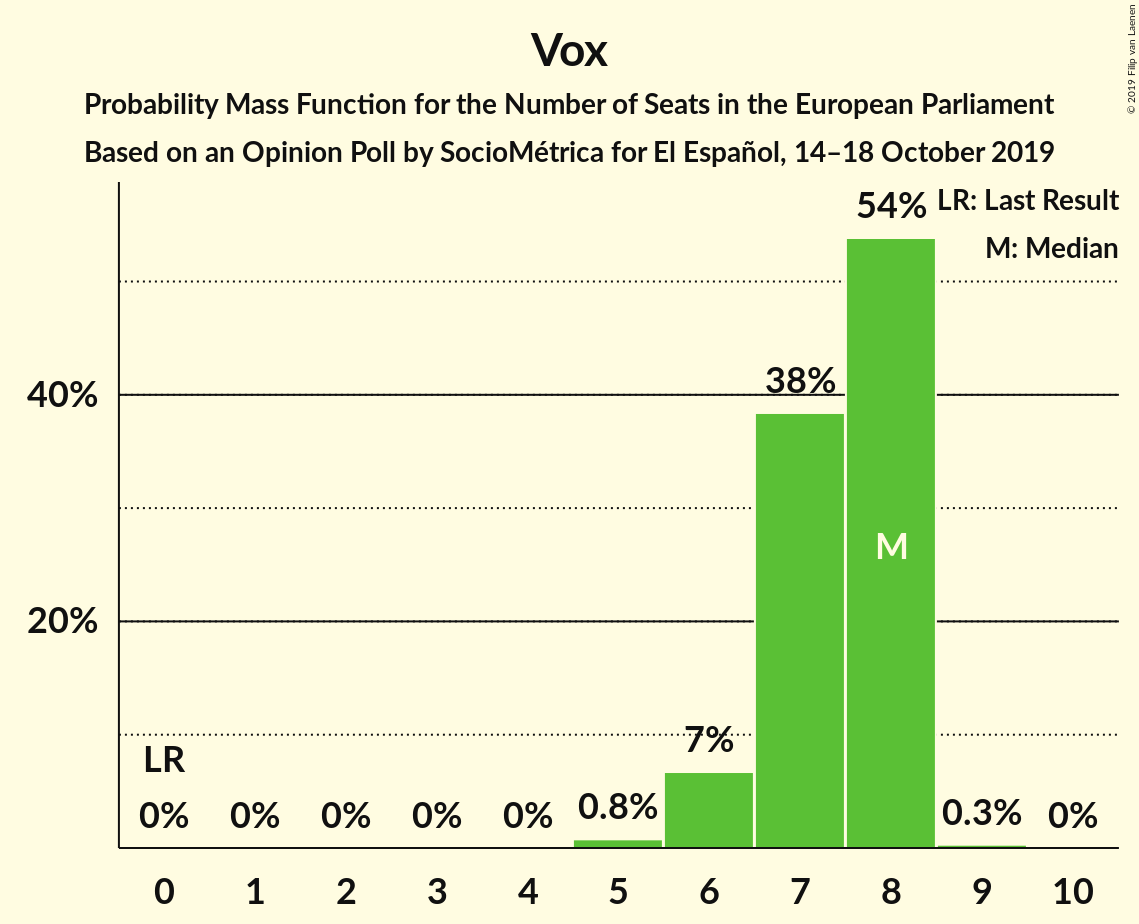 Vox
Probability Mass Function for the Number of Seats in the European Parliament
Based on an Opinion Poll by SocioMétrica for El Español, 14–18 October 2019
© 2019 Filip van Laenen
LR: Last Result
M: Median
54%
38%
40%
M
20%
7%
LR
0% 0% 0% 0% 0% 0.8% 0.3% 0%
0 1 2 3 4 5 6 7 8 9 10